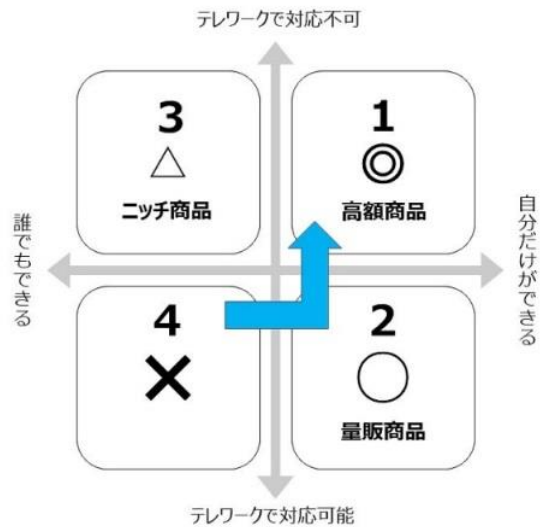 テレワークで対応不可
3
△
ニッチ商品
1
◎
高額商品
誰でもできる
自分だけができる
4
×
2
○
量販商品
テレワークで対応可能